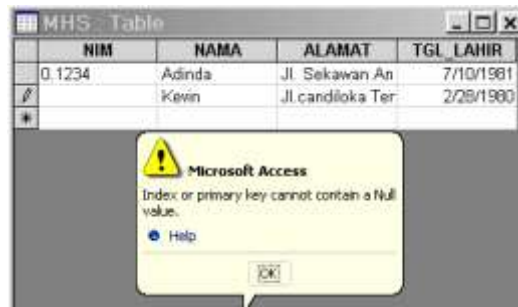 MHS : Table
NIM NAMA ALAMAT TGL_LAHIR
0.1234 Adinda Jl. Sekawan An 7/10/1981
Kevin Jl.candiloka Ter 2/28/1980
Microsoft Access
Index or primary key cannot contain a Null
value.
Help
OK